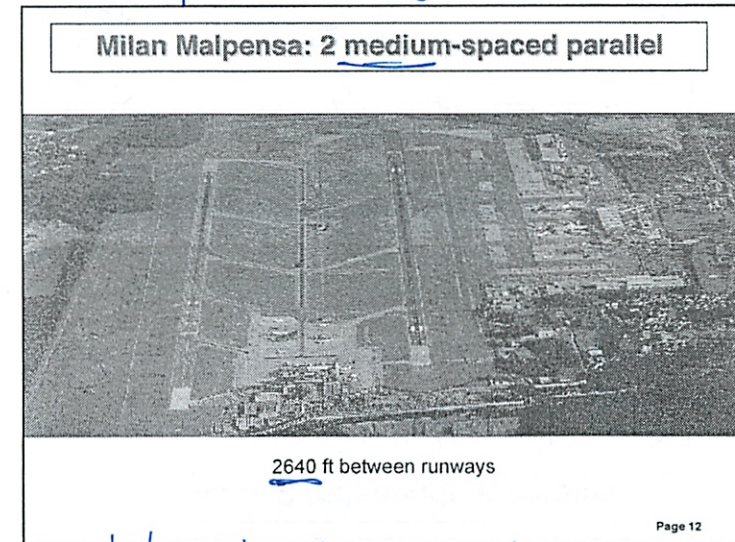 Milan Malpensa: 2 medium-spaced parallel
2640 ft between runways
Page 12